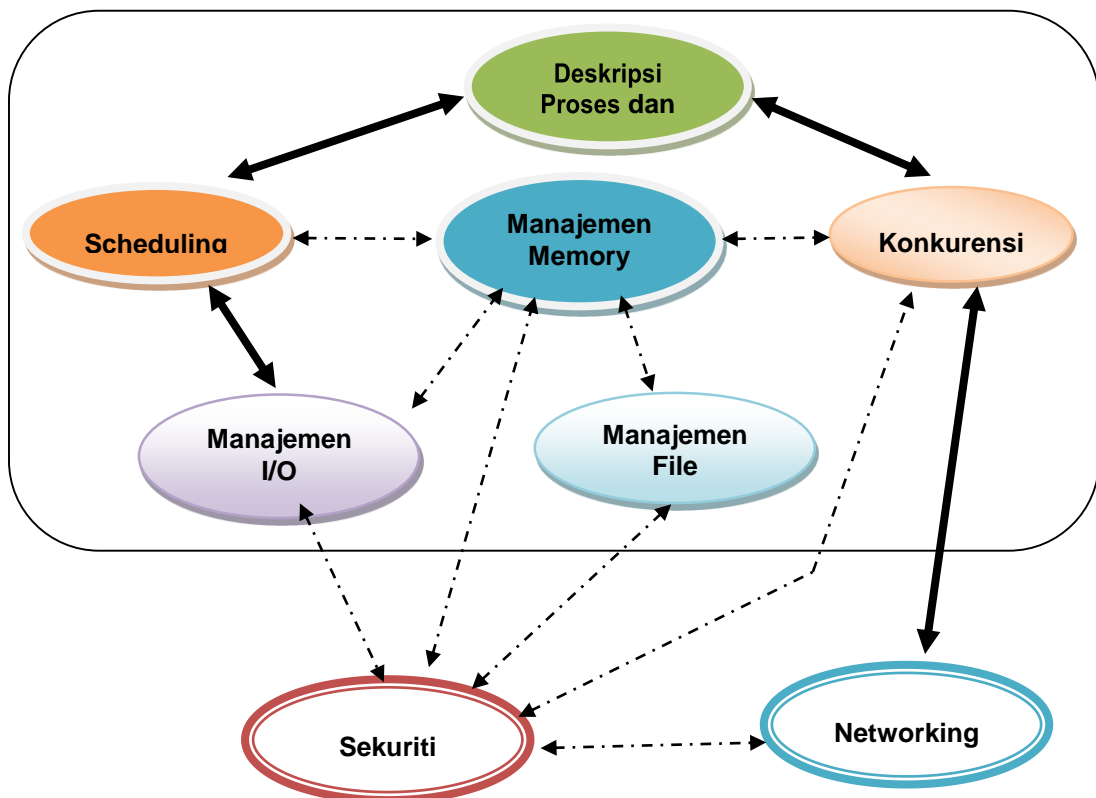 Deskripsi
Proses dan
Scheduling
Manajemen
Memory
Konkurensi
Manajemen
I/O
Manajemen
File
Sekuriti
Networking